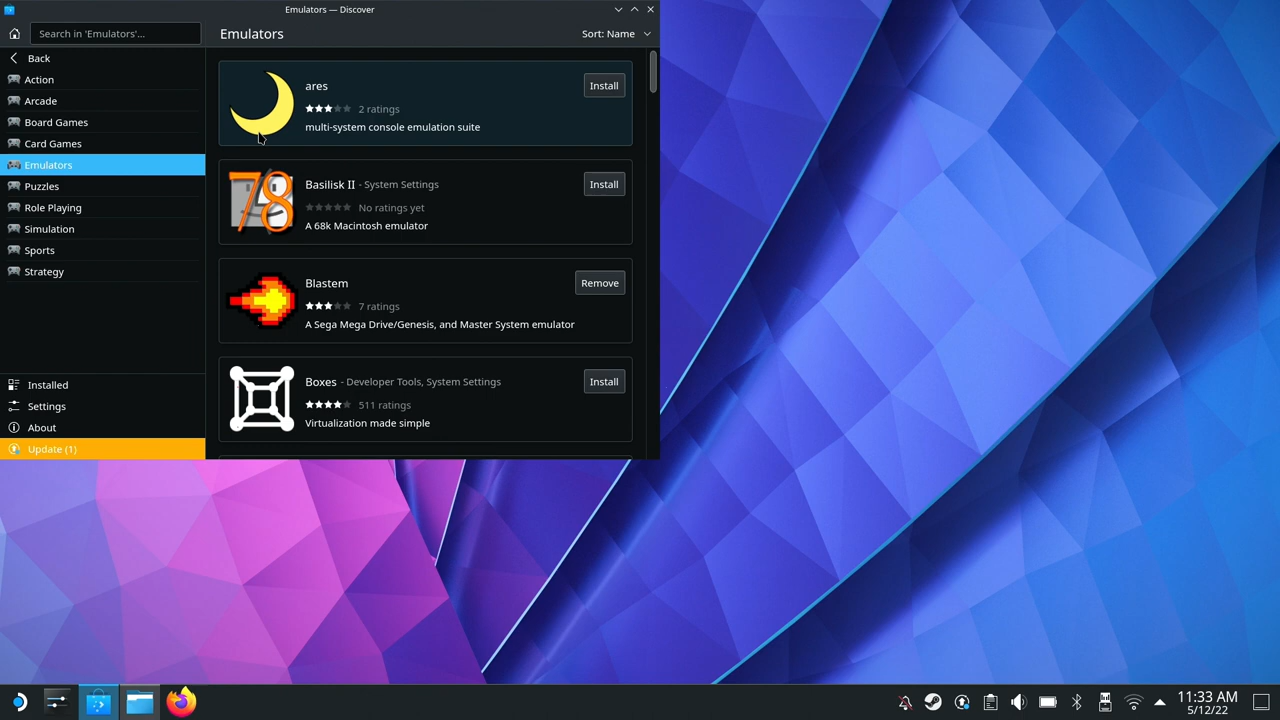 Emulators — Discover
Search in 'Emulators'...
Emulators
Sort: Name
Back
Action
Arcade
Board Games
Card Games
Emulators
Puzzles
Role Playing
Simulation
Sports
Strategy
Installed
Settings
About
Update (1)
ares
Install
2 ratings
multi-system console emulation suite
78
Basilisk II - System Settings
Install
No ratings yet
A 68k Macintosh emulator
Blastem
Remove
7 ratings
A Sega Mega Drive/Genesis, and Master System emulator
Boxes - Developer Tools, System Settings
Install
511 ratings
Virtualization made simple
11:33 AM
5/12/22